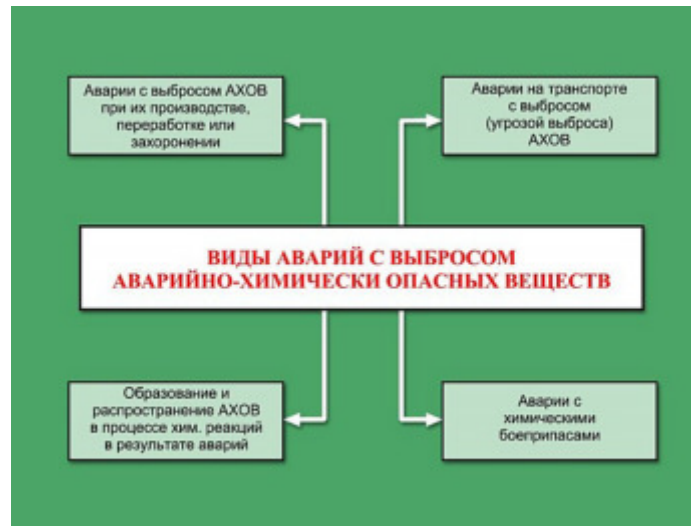 Аварии с выбросом АХОВ
при их производстве,
переработке или
захоронении
Аварии на транспорте
с выбросом
(угрозой выброса)
АХОВ
ВИДЫ АВАРИЙ С ВЫБРОСОМ
АВАРИЙНО-ХИМИЧЕСКИ ОПАСНЫХ ВЕЩЕСТВ
Образование и
распространение АХОВ
в процессе хим. реакций
в результате аварий
Аварии с
химическими
боеприпасами